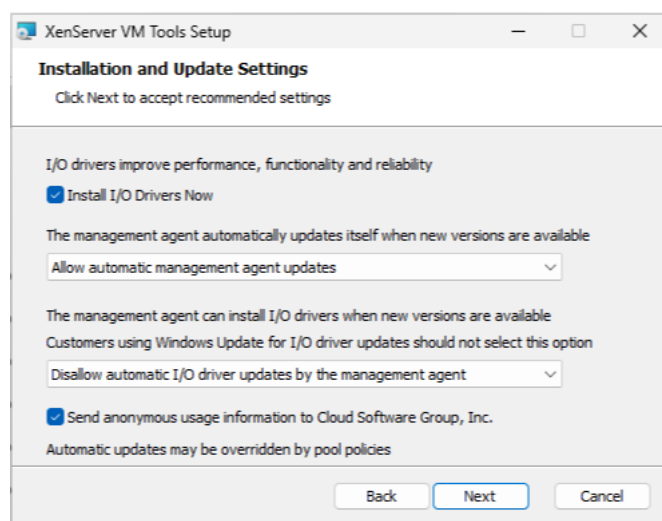 XenServer VM Tools Setup
Installation and Update Settings
Click Next to accept recommended settings
I/O drivers improve performance, functionality and reliability
Install I/O Drivers Now
The management agent automatically updates itself when new versions are available
Allow automatic management agent updates
The management agent can install I/O drivers when new versions are available
Customers using Windows Update for I/O driver updates should not select this option
Disallow automatic I/O driver updates by the management agent
Send anonymous usage information to Cloud Software Group, Inc.
Automatic updates may be overridden by pool policies
Back Next Cancel